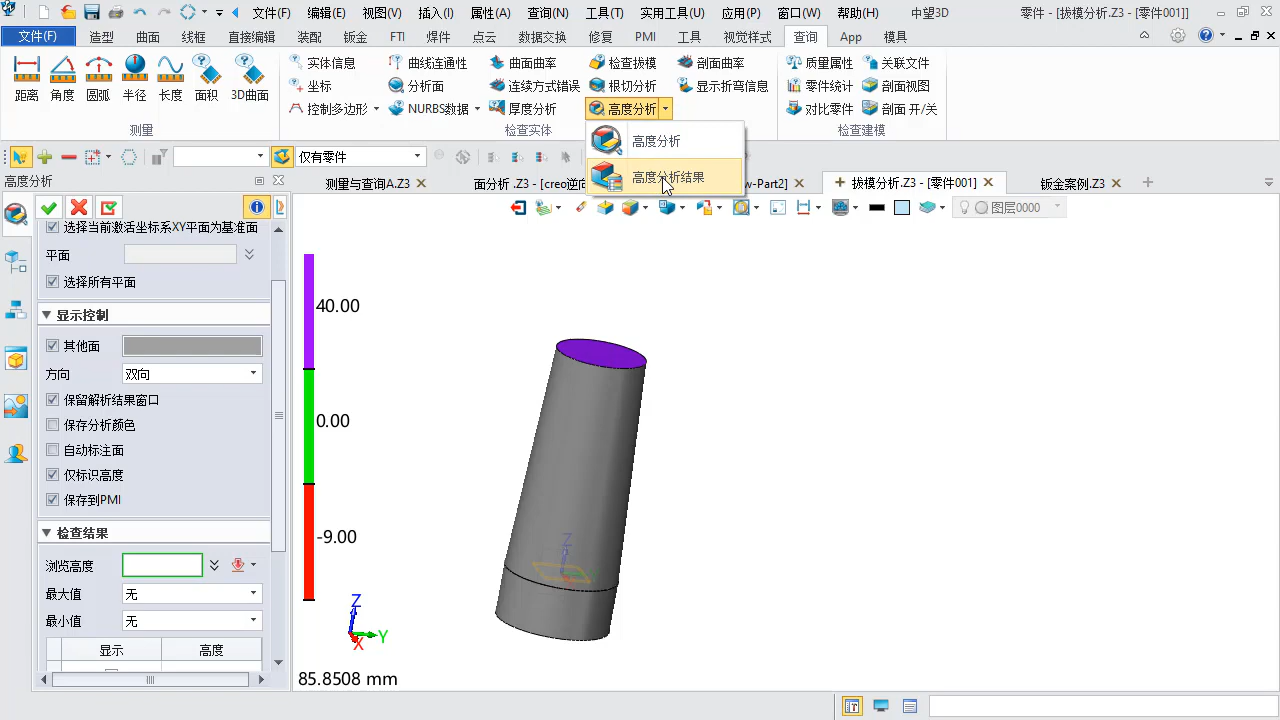 文件(F) 编辑(E) 视图(V) 插入(I) 属性(A) 查询(N) 工具(T) 实用工具(U) 应用(P) 窗口(W) 帮助(H) 中望3D 零件 - [拔模分析.Z3 - [零件001]]
文件(F) 造型 曲面 线框 直接编辑 装配 钣金 FTI 焊件 点云 数据交换 修复 PMI 工具 视觉样式 查询 App 模具
实体信息 曲线连通性 曲面曲率 检查拔模 剖面曲率 质量属性 关联文件
坐标 分析面 连续方式错误 根切分析 显示折弯信息 零件统计 剖面视图
距离 角度 圆弧 半径 长度 面积 3D曲面 控制多边形 NURBS数据 厚度分析 高度分析 对比零件 剖面 开/关
测量 检查实体 检查建模
高度分析
仅有零件
高度分析结果
高度分析 测量与查询A.Z3 面分析 .Z3 - [creo逆向 w-Part2] 拔模分析.Z3 - [零件001] 钣金案例.Z3
图层0000
选择当前激活坐标系XY平面为基准面
平面
选择所有平面
显示控制
其他面
方向 双向
保留解析结果窗口
保存分析颜色
自动标注面
仅标识高度
保存到PMI
检查结果
浏览高度
最大值 无
最小值 无
显示 高度
40.00
0.00
-9.00
Z
Z
Y
X
85.8508 mm